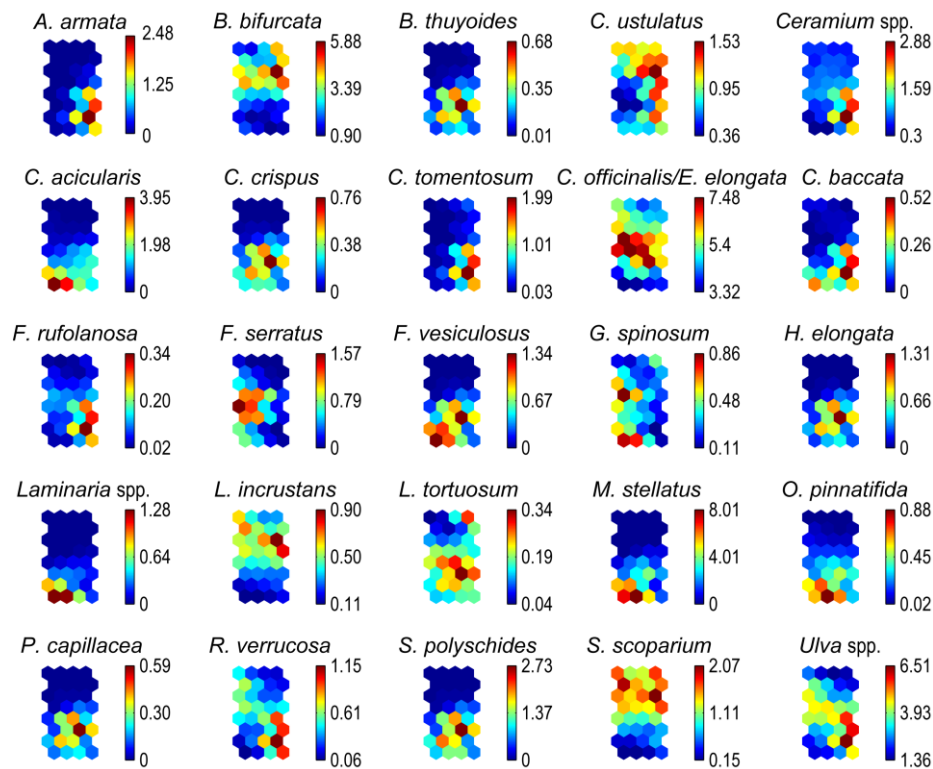 A. armata B. bifurcata B. thuyoides C. ustulatus Ceramium spp.
2.48 5.88 0.68 1.53 2.88
1.25 3.39 0.35 0.95 1.59
0 0.90 0.01 0.36 0.3
C. acicularis C. crispus C. tomentosum C. officinalis/E. elongata C. baccata
3.95 0.76 1.99 7.48 0.52
1.98 0.38 1.01 5.4 0.26
0 0 0.03 3.32 0
F. rufolanosa F. serratus F. vesiculosus G. spinosum H. elongata
0.34 1.57 1.34 0.86 1.31
0.20 0.79 0.67 0.48 0.66
0.02 0 0 0.11 0
Laminaria spp. L. incrustans L. tortuosum M. stellatus O. pinnatifida
1.28 0.90 0.34 8.01 0.88
0.64 0.50 0.19 4.01 0.45
0 0.11 0.04 0 0.02
P. capillacea R. verrucosa S. polyschides S. scoparium Ulva spp.
0.59 1.15 2.73 2.07 6.51
0.30 0.61 1.37 1.11 3.93
0 0.06 0 0.15 1.36